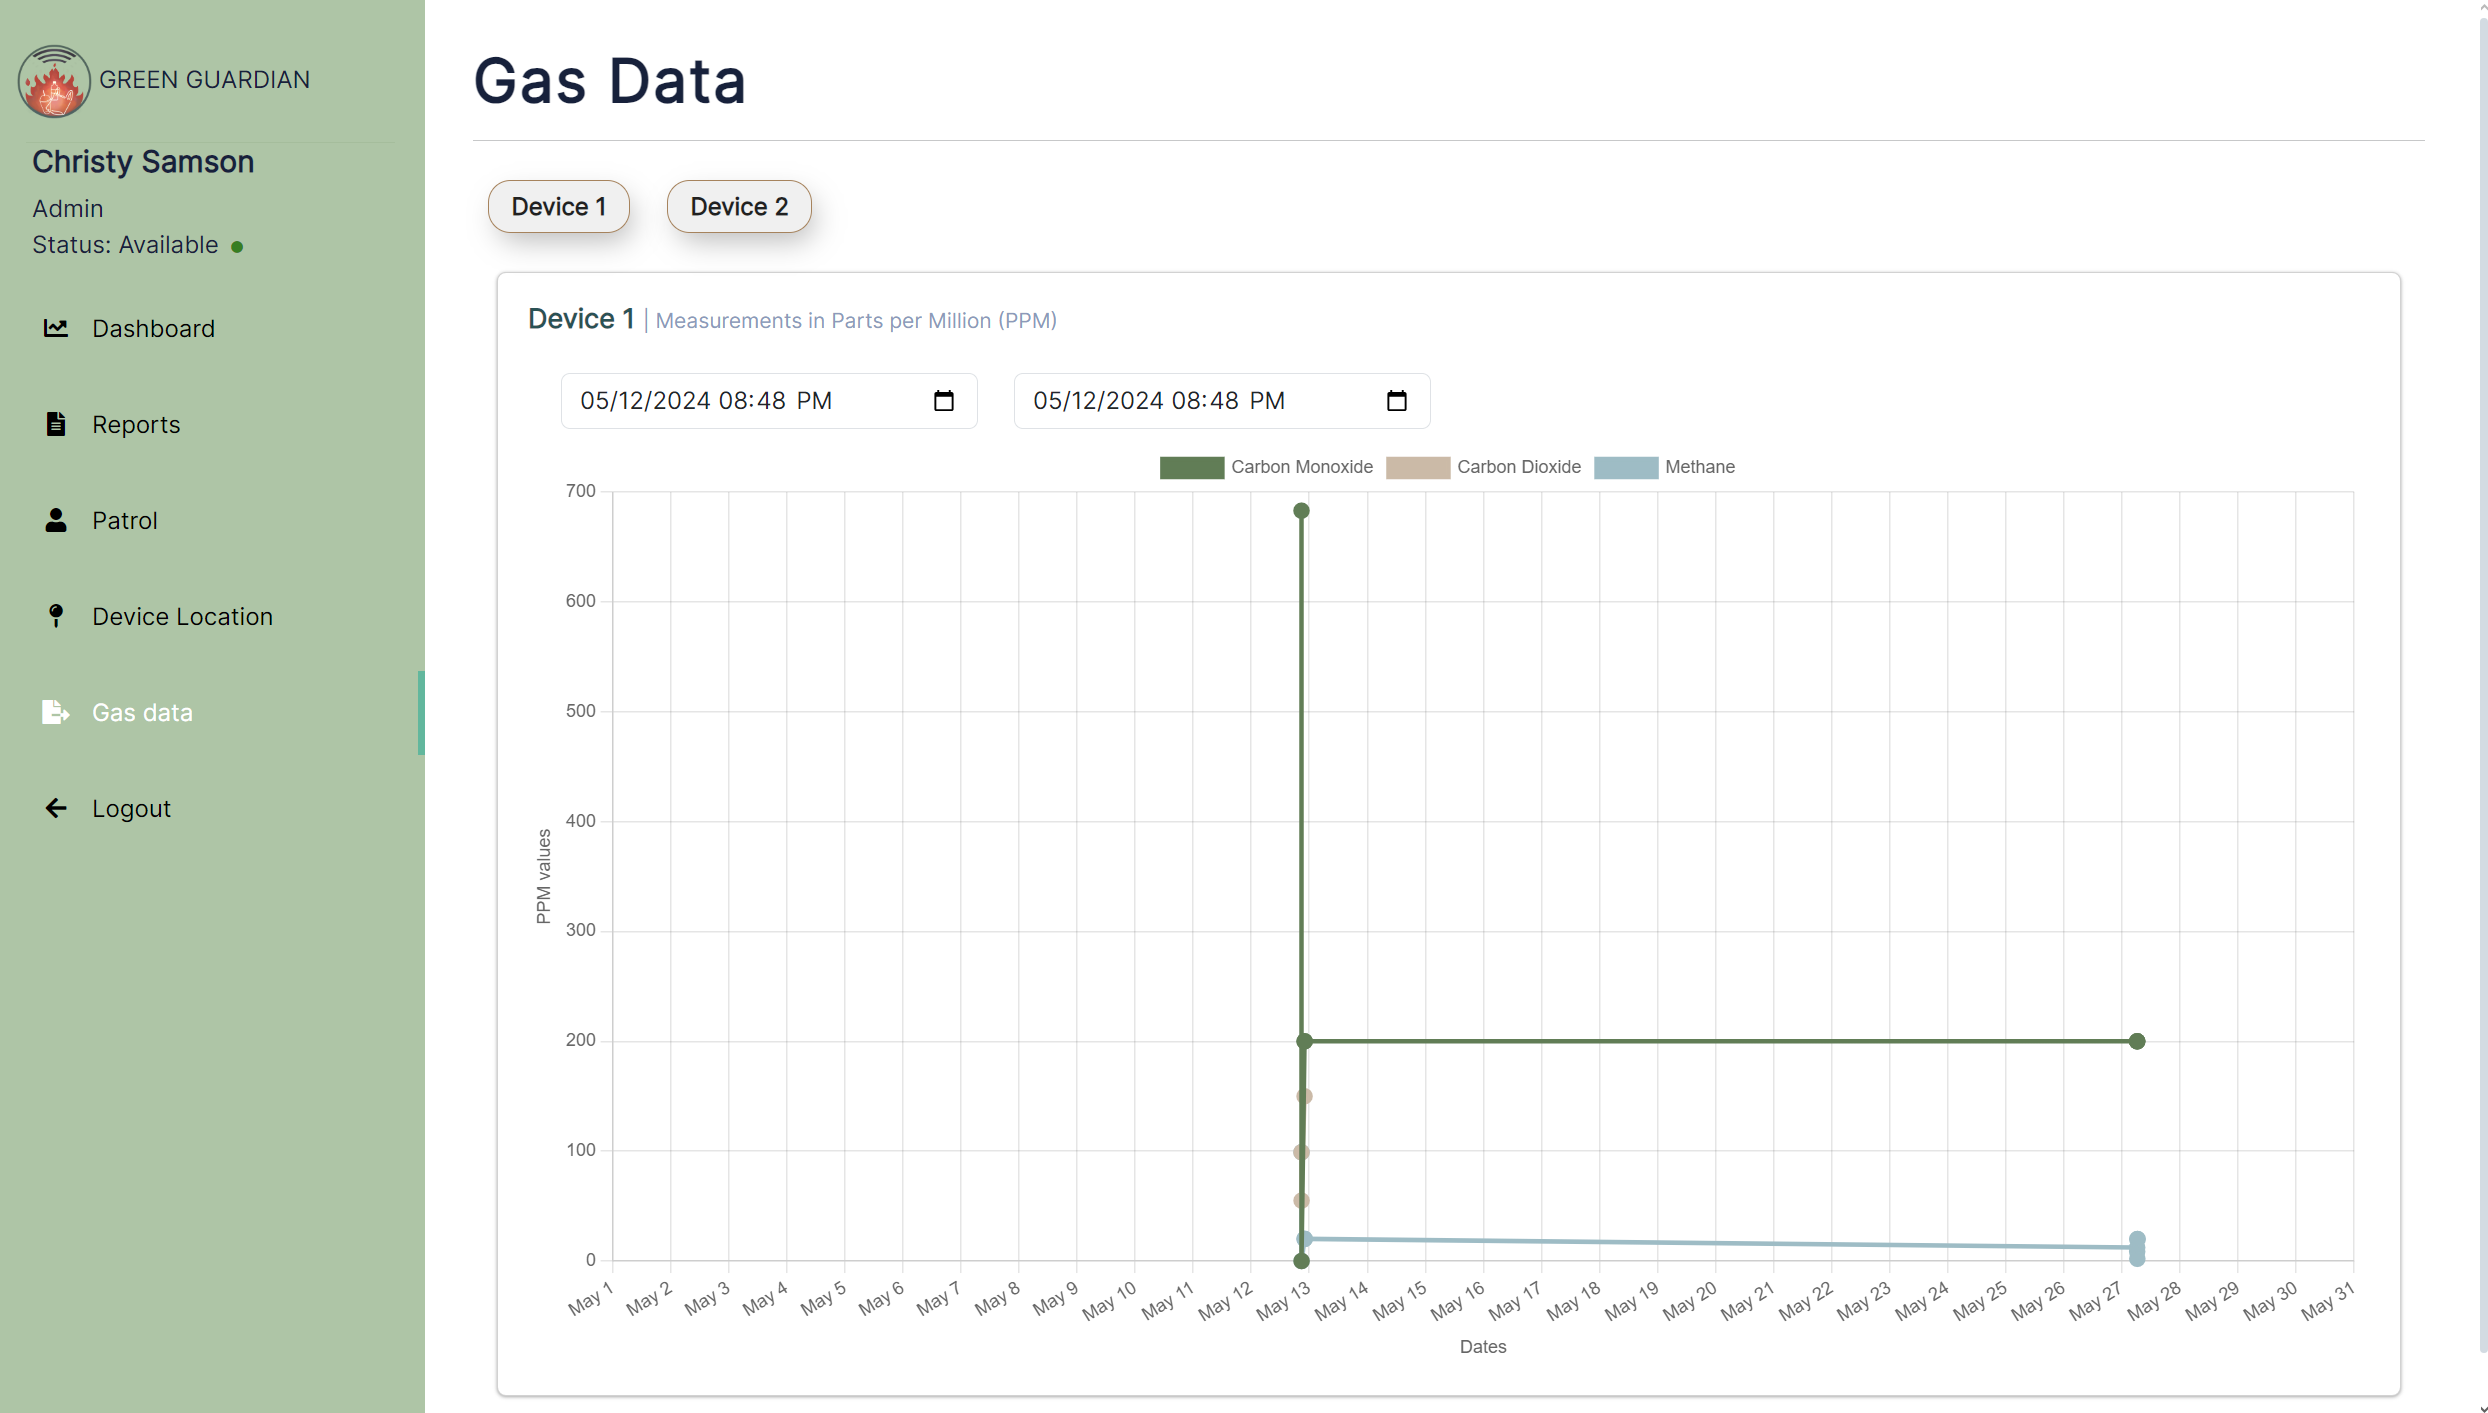 GREEN GUARDIAN
Christy Samson
Admin
Status: Available
Dashboard
Reports
Patrol
Device Location
Gas data
Logout
Gas Data
Device 1 Device 2
Device 1 | Measurements in Parts per Million (PPM)
05/12/2024 08:48 PM 05/12/2024 08:48 PM
Carbon Monoxide Carbon Dioxide Methane
700
600
500
400
300
200
100
0
PPM values
May 1 May 2 May 3 May 4 May 5 May 6 May 7 May 8 May 9 May 10 May 11 May 12 May 13 May 14 May 15 May 16 May 17 May 18 May 19 May 20 May 21 May 22 May 23 May 24 May 25 May 26 May 27 May 28 May 29 May 30 May 31
Dates